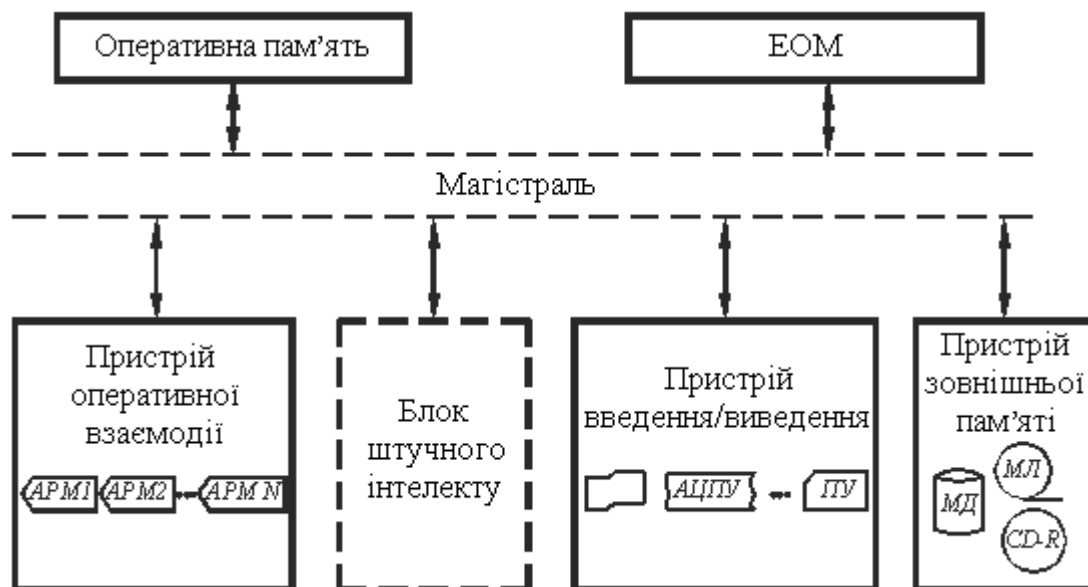 Оперативна пам’ять
ЕОМ
Магістраль
Пристрій
оперативної
взаємодії
АРМ1 АРМ2 АРМ N
Блок
штучного
інтелекту
Пристрій
введення/виведення
АЦПУ ПУ
Пристрій
зовнішньої
пам’яті
МЛ
МД
CD-R